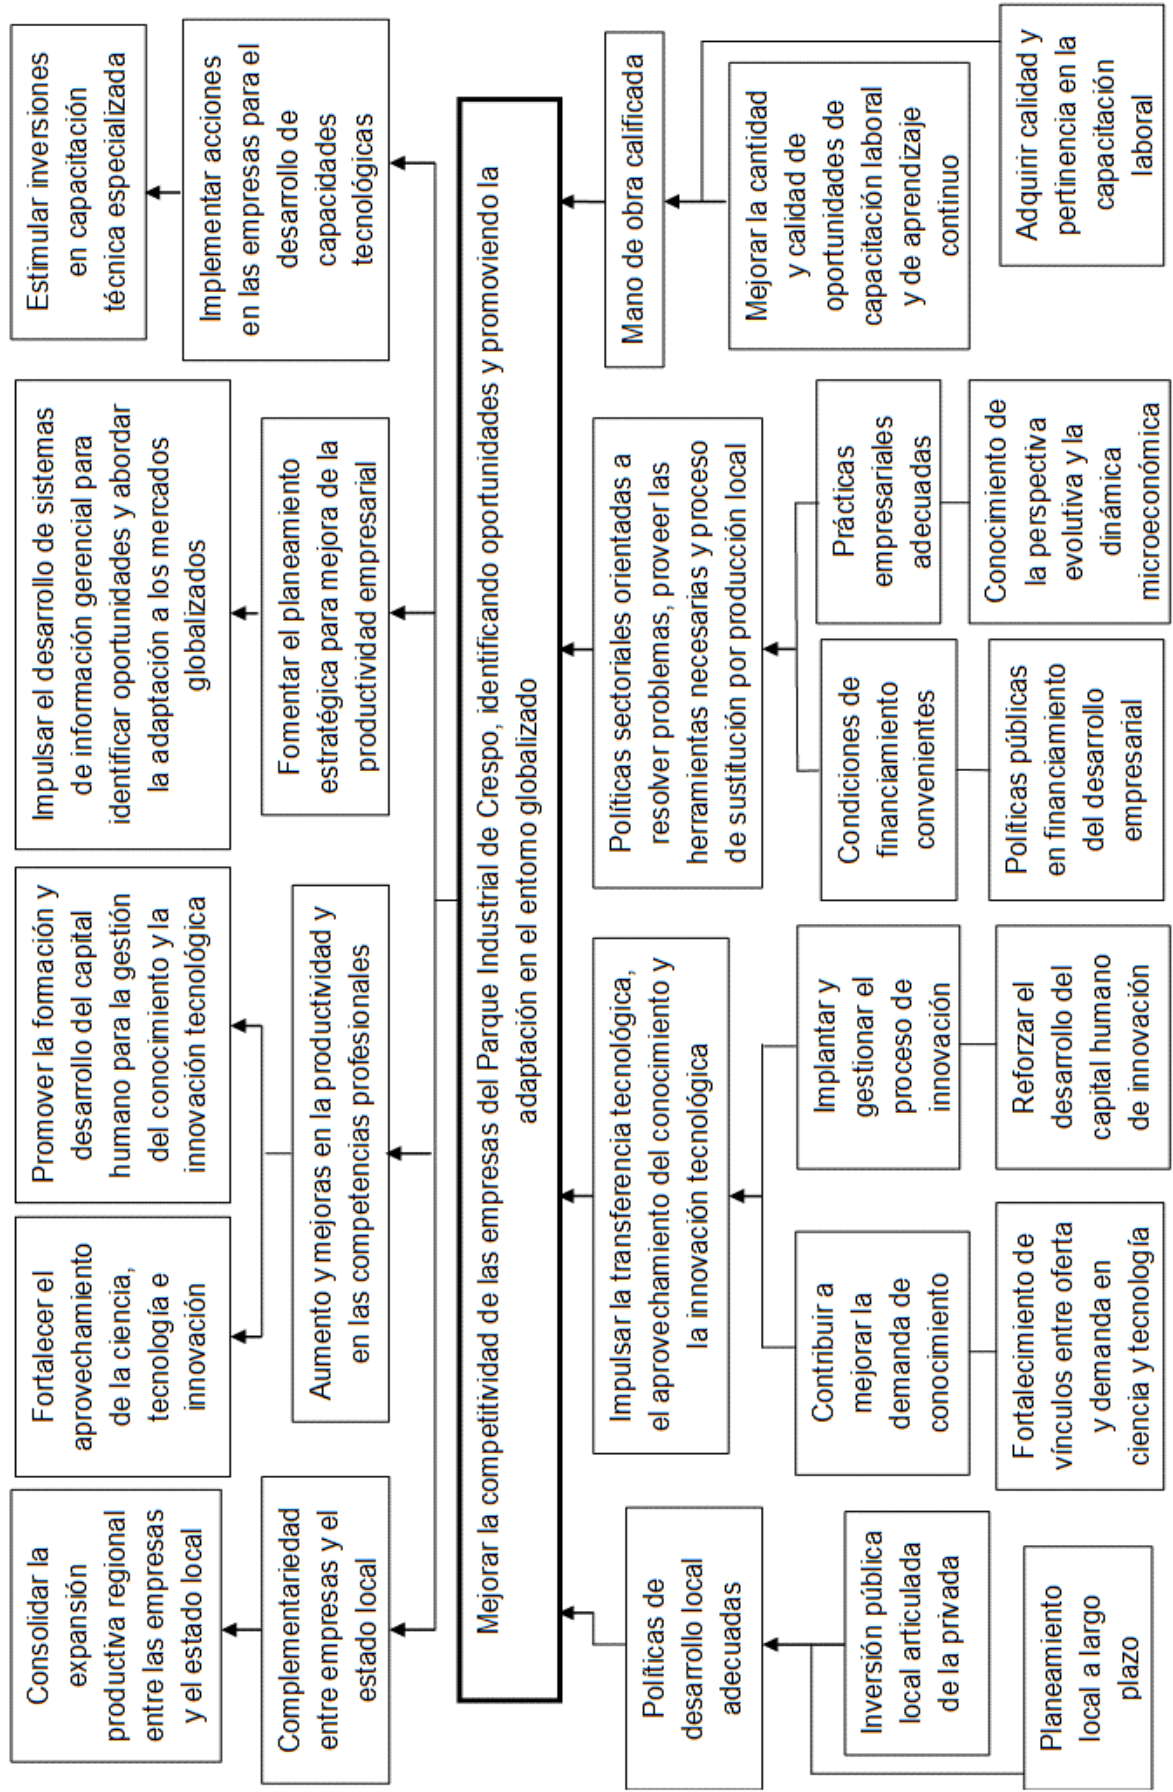 Consolidar la
expansión
productiva regional
entre las empresas
y el estado local
Fortalecer el
aprovechamiento
de la ciencia,
tecnología e
innovación
Promover la formación y
desarrollo del capital
humano para la gestión
del conocimiento y la
innovación tecnológica
Impulsar el desarrollo de sistemas
de información gerencial para
identificar oportunidades y abordar
la adaptación a los mercados
globalizados
Estimular inversiones
en capacitación
técnica especializada
Complementariedad
entre empresas y el
estado local
Aumento y mejoras en la productividad y
en las competencias profesionales
Fomentar el planeamiento
estratégica para mejora de la
productividad empresarial
Implementar acciones
en las empresas para el
desarrollo de
capacidades
tecnológicas
Mejorar la competitividad de las empresas del Parque Industrial de Crespo, identificando oportunidades y promoviendo la
adaptación en el entorno globalizado
Políticas de
desarrollo local
adecuadas
Impulsar la transferencia tecnológica,
el aprovechamiento del conocimiento y
la innovación tecnológica
Políticas sectoriales orientadas a
resolver problemas, proveer las
herramientas necesarias y proceso
de sustitución por producción local
Mano de obra calificada
Inversión pública
local articulada
de la privada
Contribuir a
mejorar la
demanda de
conocimiento
Implantar y
gestionar el
proceso de
innovación
Condiciones de
financiamiento
convenientes
Prácticas
empresariales
adecuadas
Mejorar la cantidad
y calidad de
oportunidades de
capacitación laboral
y de aprendizaje
continuo
Planeamiento
local a largo
plazo
Fortalecimiento de
vínculos entre oferta
y demanda en
ciencia y tecnología
Reforzar el
desarrollo del
capital humano
de innovación
Políticas públicas
en financiamiento
del desarrollo
empresarial
Conocimiento de
la perspectiva
evolutiva y la
dinámica
microeconómica
Adquirir calidad y
pertinencia en la
capacitación
laboral